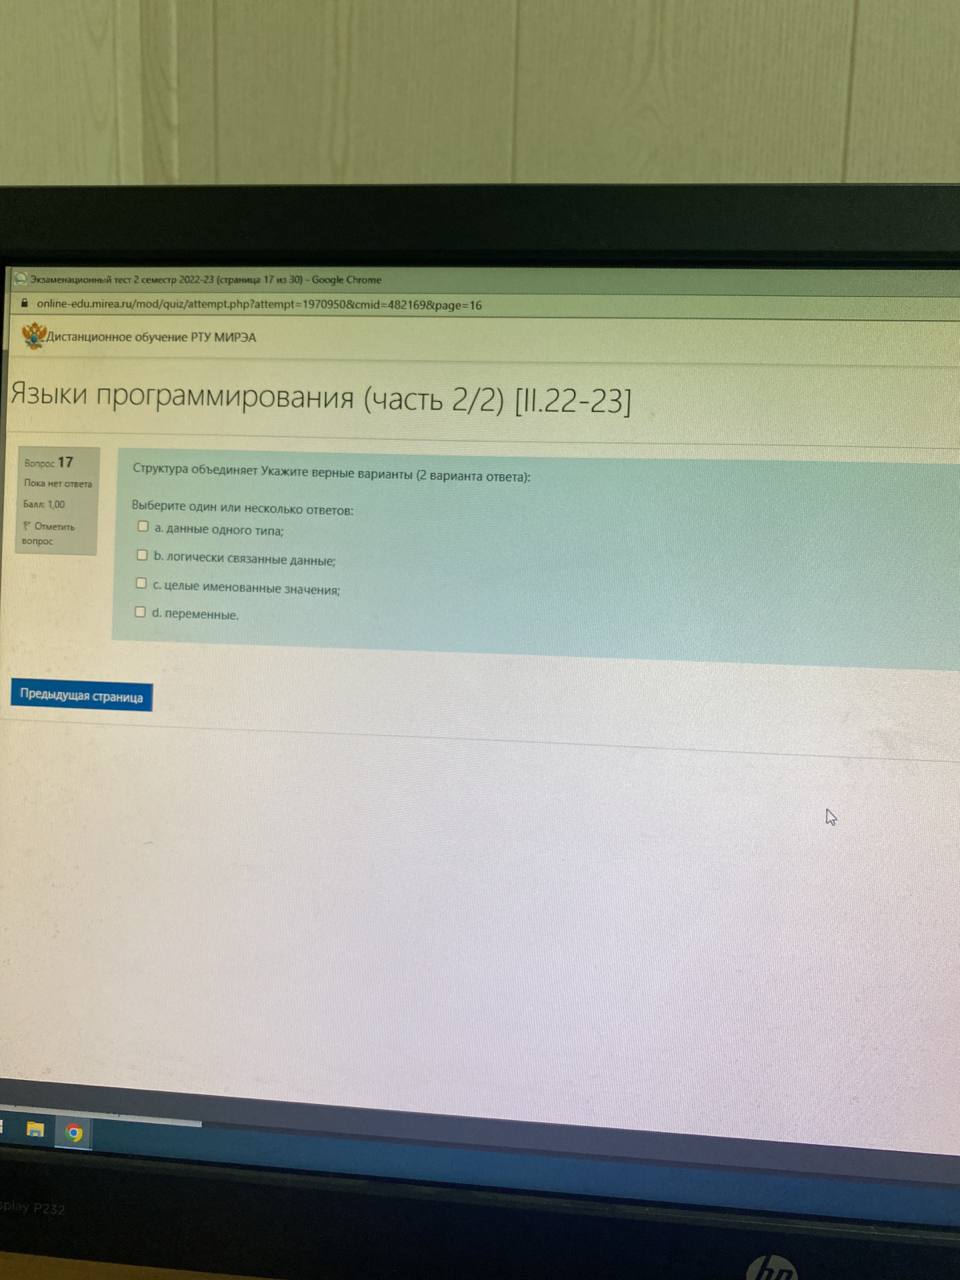 Экзаменационный тест 2 семестр 2022-23 (страница 17 из 30) - Google Chrome
online-edu.mirea.ru/mod/quiz/attempt.php?attempt=1970950&cmid=482169&page=16
Дистанционное обучение РТУ МИРЭА
Языки программирования (часть 2/2) [II.22-23]
Вопрос 17
Пока нет ответа
Балл: 1,00
Отметить
вопрос
Структура объединяет Укажите верные варианты (2 варианта ответа):
Выберите один или несколько ответов:
a. данные одного типа;
b. логически связанные данные;
c. целые именованные значения;
d. переменные.
Предыдущая страница
P232
hp